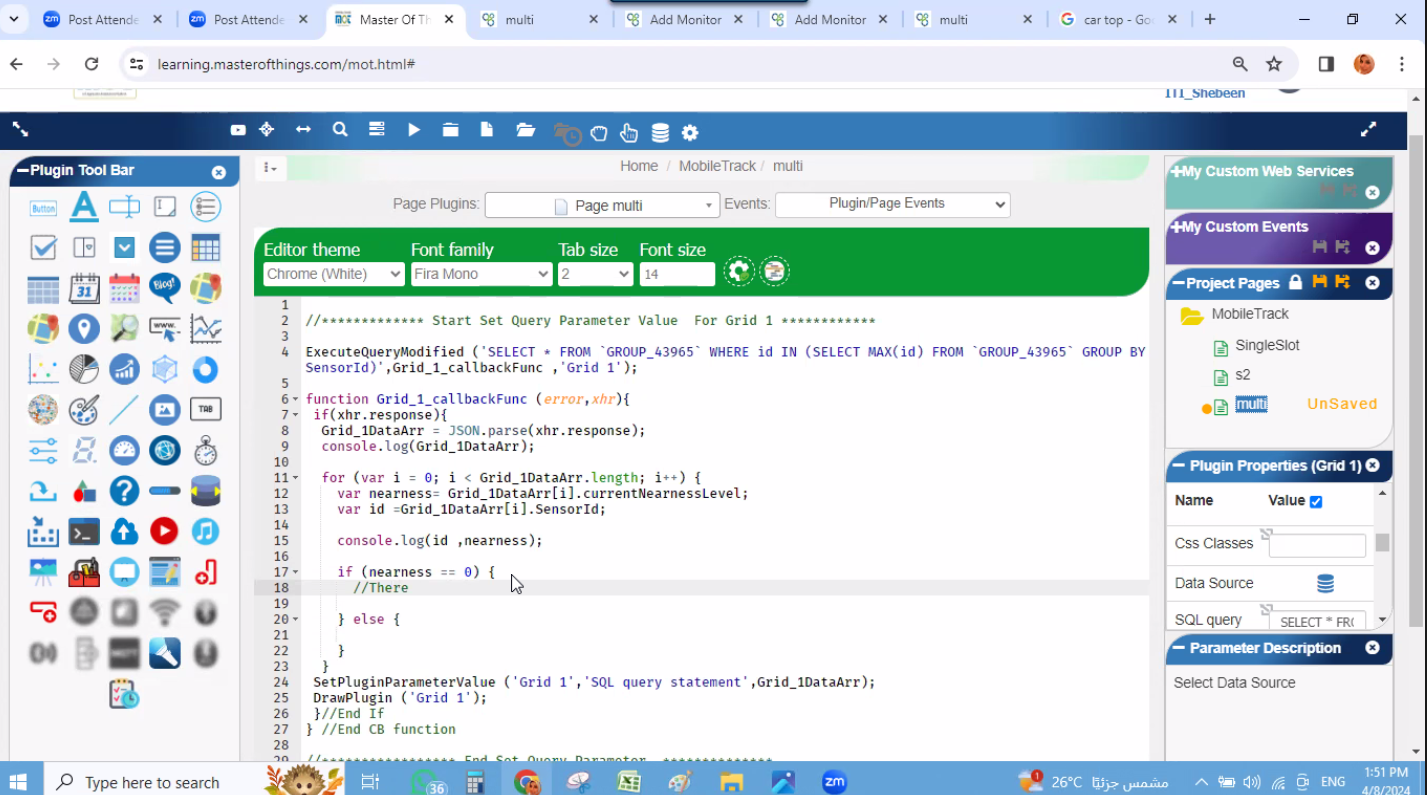 Post Attende
Post Attende
Master Of Th
multi
Add Monitor
Add Monitor
multi
car top - Goo
learning.masterofthings.com/mot.html#
ITI_Shebeen
Plugin Tool Bar
Home / MobileTrack / multi
Page Plugins: Page multi Events: Plugin/Page Events
Editor theme Font family Tab size Font size
Chrome (White) Fira Mono 2 14
1
2 //************* Start Set Query Parameter Value  For Grid 1 ************
3
4 ExecuteQueryModified ('SELECT * FROM `GROUP_43965` WHERE id IN (SELECT MAX(id) FROM `GROUP_43965` GROUP BY
SensorId)',Grid_1_callbackFunc ,'Grid 1');
5
6 function Grid_1_callbackFunc (error,xhr){
7 if(xhr.response){
8 Grid_1DataArr = JSON.parse(xhr.response);
9 console.log(Grid_1DataArr);
10
11 for (var i = 0; i < Grid_1DataArr.length; i++) {
12 var nearness= Grid_1DataArr[i].currentNearnessLevel;
13 var id =Grid_1DataArr[i].SensorId;
14
15 console.log(id ,nearness);
16
17 if (nearness == 0) {
18 //There
19
20 } else {
21
22 }
23 }
24 SetPluginParameterValue ('Grid 1','SQL query statement',Grid_1DataArr);
25 DrawPlugin ('Grid 1');
26 }//End If
27 } //End CB function
28
29 //***************** End Set Query Parameter  **************
Button
Blog!
31
www.
TAB
My Custom Web Services
My Custom Events
Project Pages
MobileTrack
SingleSlot
s2
multi UnSaved
Plugin Properties (Grid 1)
Name Value
Css Classes
Data Source
SQL query SELECT * FR(
Parameter Description
Select Data Source
Type here to search
36
zm
1
26°C مشمس جزئيًا
ENG
1:51 PM
4/8/2024